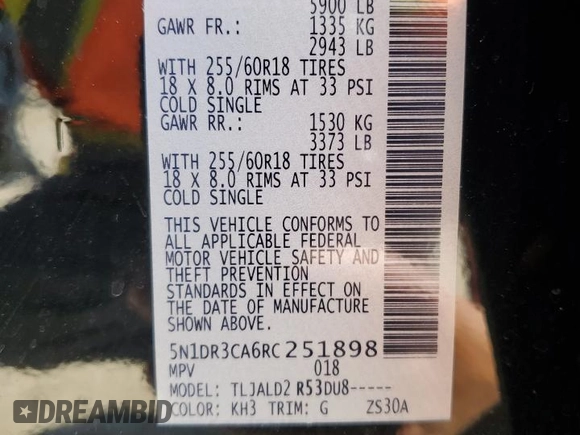 5900 LB
GAWR FR.: 1335 KG
2943 LB
WITH 255/60R18 TIRES
18 X 8.0 RIMS AT 33 PSI
COLD SINGLE
GAWR RR.: 1530 KG
3373 LB
WITH 255/60R18 TIRES
18 X 8.0 RIMS AT 33 PSI
COLD SINGLE
THIS VEHICLE CONFORMS TO
ALL APPLICABLE FEDERAL
MOTOR VEHICLE SAFETY AND
THEFT PREVENTION
STANDARDS IN EFFECT ON
THE DATE OF MANUFACTURE
SHOWN ABOVE.
5N1DR3CA6RC251898
MPV 018
MODEL: TLJALD2 R53DU8-----
COLOR: KH3 TRIM: G ZS30A
DEALERBID.COM